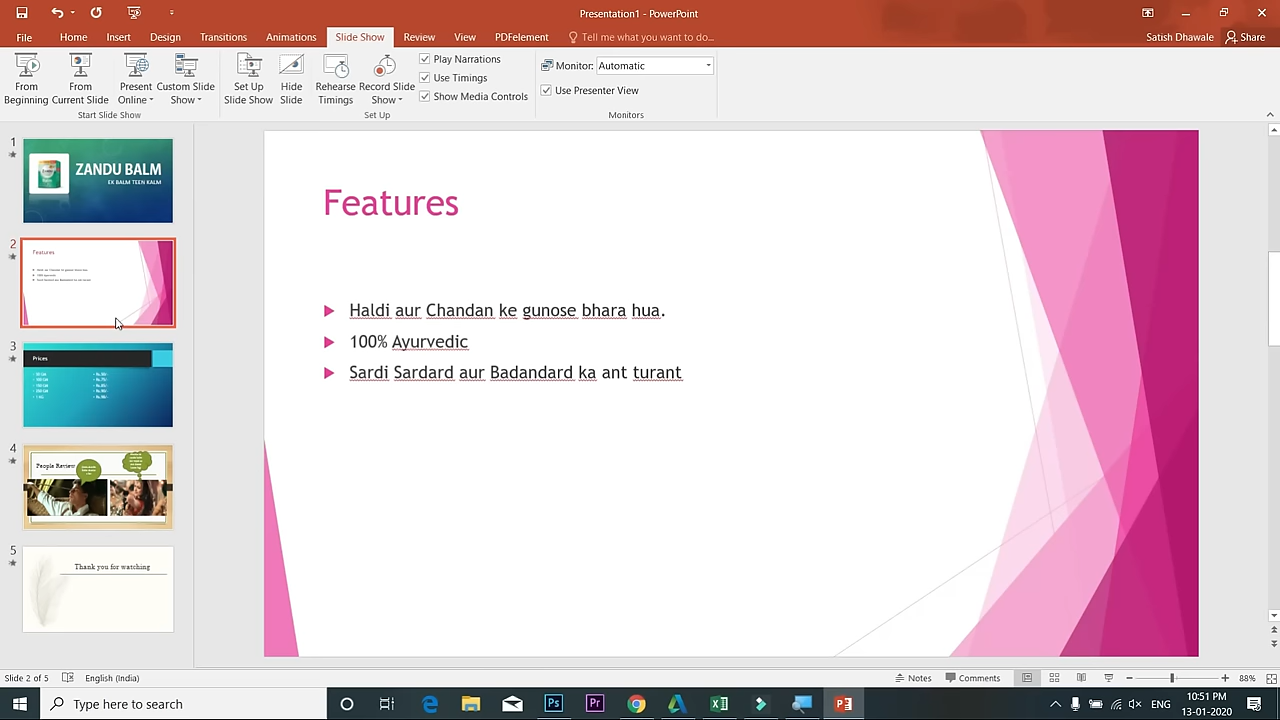 Presentation1 - PowerPoint
File Home Insert Design Transitions Animations Slide Show Review View PDFelement Tell me what you want to do... Satish Dhawale Share
From Beginning
From Current Slide
Present Online
Custom Slide Show
Start Slide Show
Set Up Slide Show
Hide Slide
Rehearse Timings
Record Slide Show
Play Narrations
Use Timings
Show Media Controls
Set Up
Monitor: Automatic
Use Presenter View
Monitors
1
ZANDU BALM
EK BALM TEEN KALM
2
Features
3
Prices
4
People Review
5
Thank you for watching
Features
Haldi aur Chandan ke gunose bhara hua.
100% Ayurvedic
Sardi Sardard aur Badandard ka ant turant
Slide 2 of 5 English (India) Notes Comments 88%
Type here to search
ENG
10:51 PM
13-01-2020